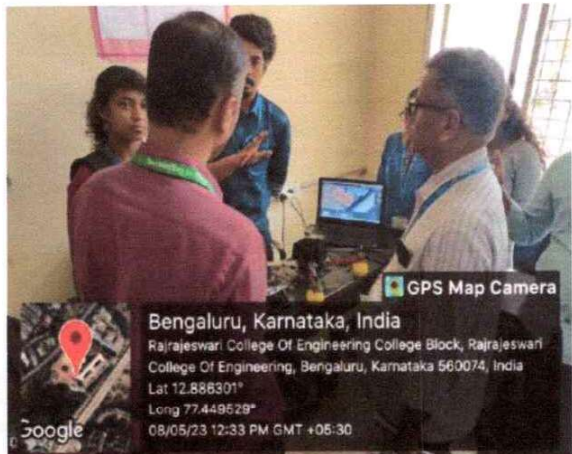 GPS Map Camera
Bengaluru, Karnataka, India
Rajrajeswari College Of Engineering College Block, Rajrajeswari
College Of Engineering, Bengaluru, Karnataka 560074, India
Lat 12.886301°
Long 77.449529°
08/05/23 12:33 PM GMT +05:30
Google